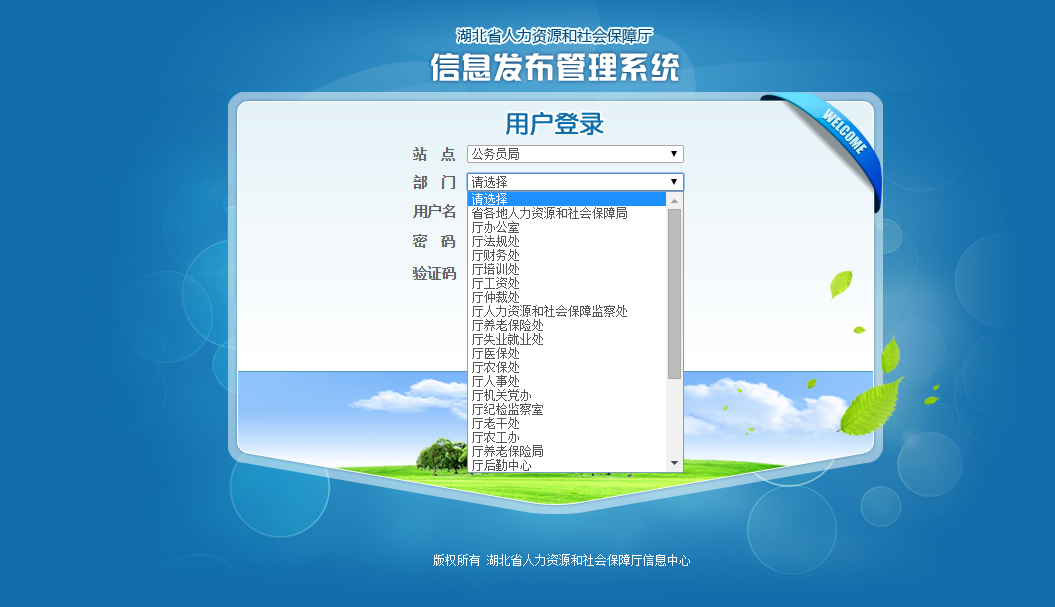 湖北省人力资源和社会保障厅
信息发布管理系统
WELCOME
用户登录
站 点 公务员局
部 门 请选择
用户名
密 码
验证码
请选择
省各地人力资源和社会保障局
厅办公室
厅法规处
厅财务处
厅培训处
厅工资处
厅仲裁处
厅人力资源和社会保障监察处
厅养老保险处
厅失业就业处
厅医保处
厅农保处
厅人事处
厅机关党办
厅纪检监察室
厅老干处
厅农工办
厅养老保险局
厅后勤中心
版权所有 湖北省人力资源和社会保障厅信息中心